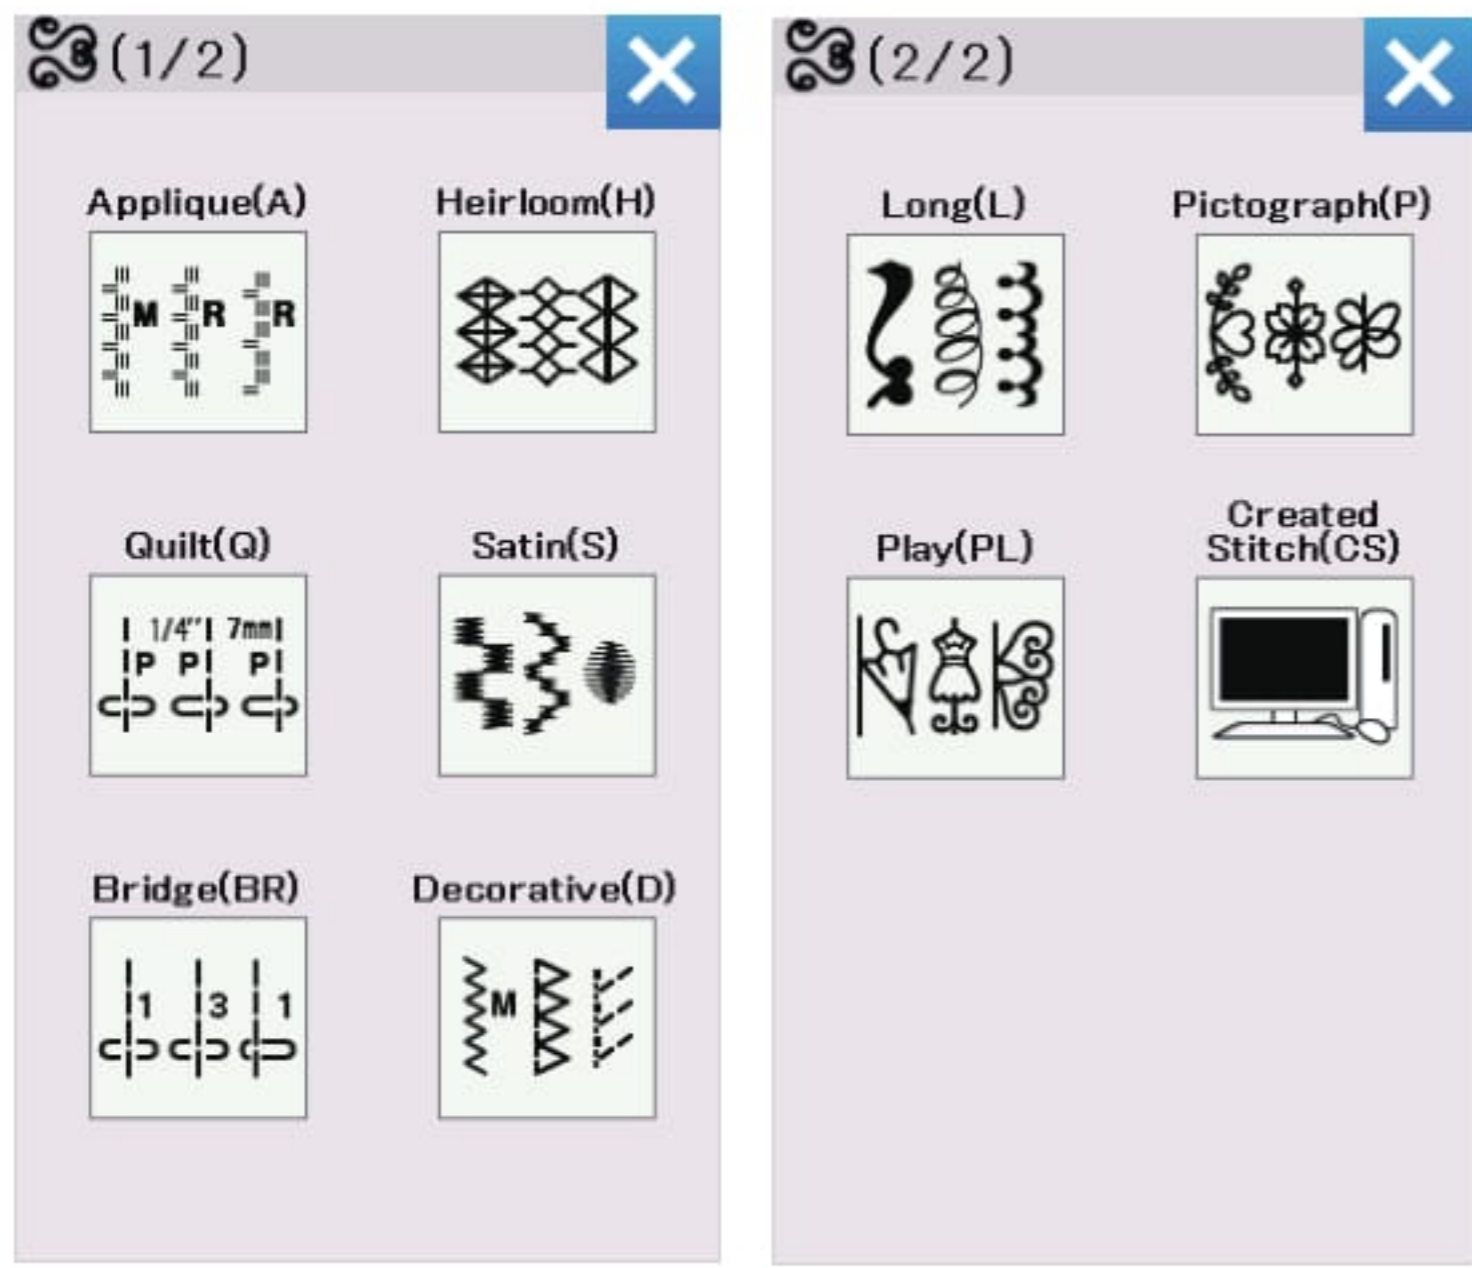 (1/2)
Applique(A)
Heirloom(H)
M R R
Quilt(Q)
Satin(S)
1/4" 7mm
P P P
Bridge(BR)
Decorative(D)
1 3 1
M
(2/2)
Long(L)
Pictograph(P)
Play(PL)
Created
Stitch(CS)